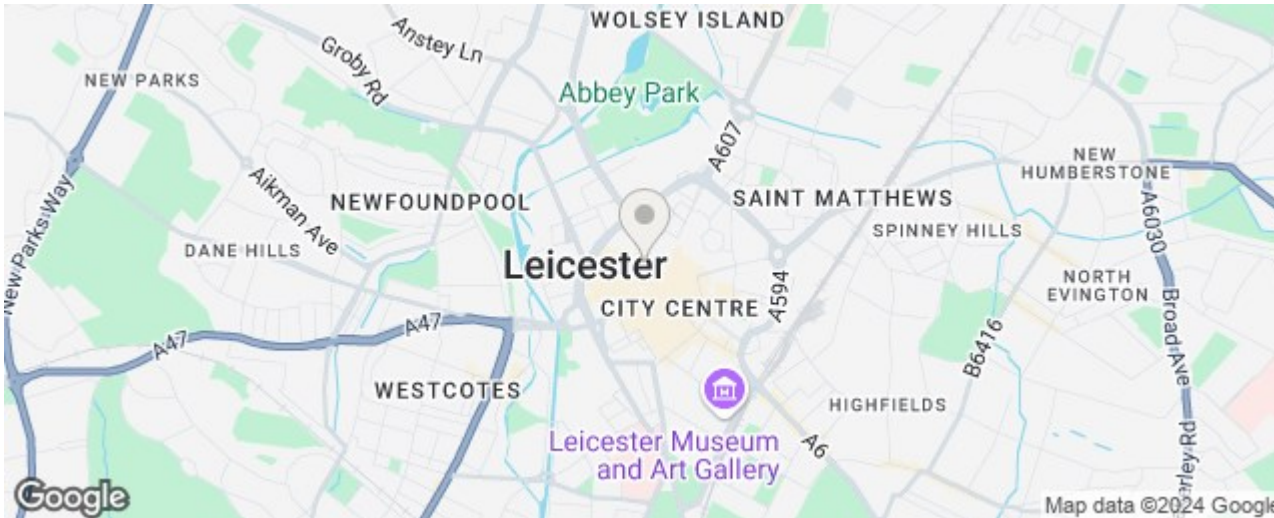 WOLSEY ISLAND
Anstey Ln
Groby Rd
NEW PARKS
Abbey Park
A607
NEW
HUMBERSTONE
Aikman Ave
NEWFOUNDPOOL
SAINT MATTHEWS
SPINNEY HILLS
A6030
New Parks Way
DANE HILLS
Leicester
CITY CENTRE
A594
NORTH
EVINGTON
A47
A47
B6416
Broad Ave
WESTCOTES
HIGHFIELDS
Leicester Museum
and Art Gallery
A6
erley Rd
Google
Map data ©2024 Google